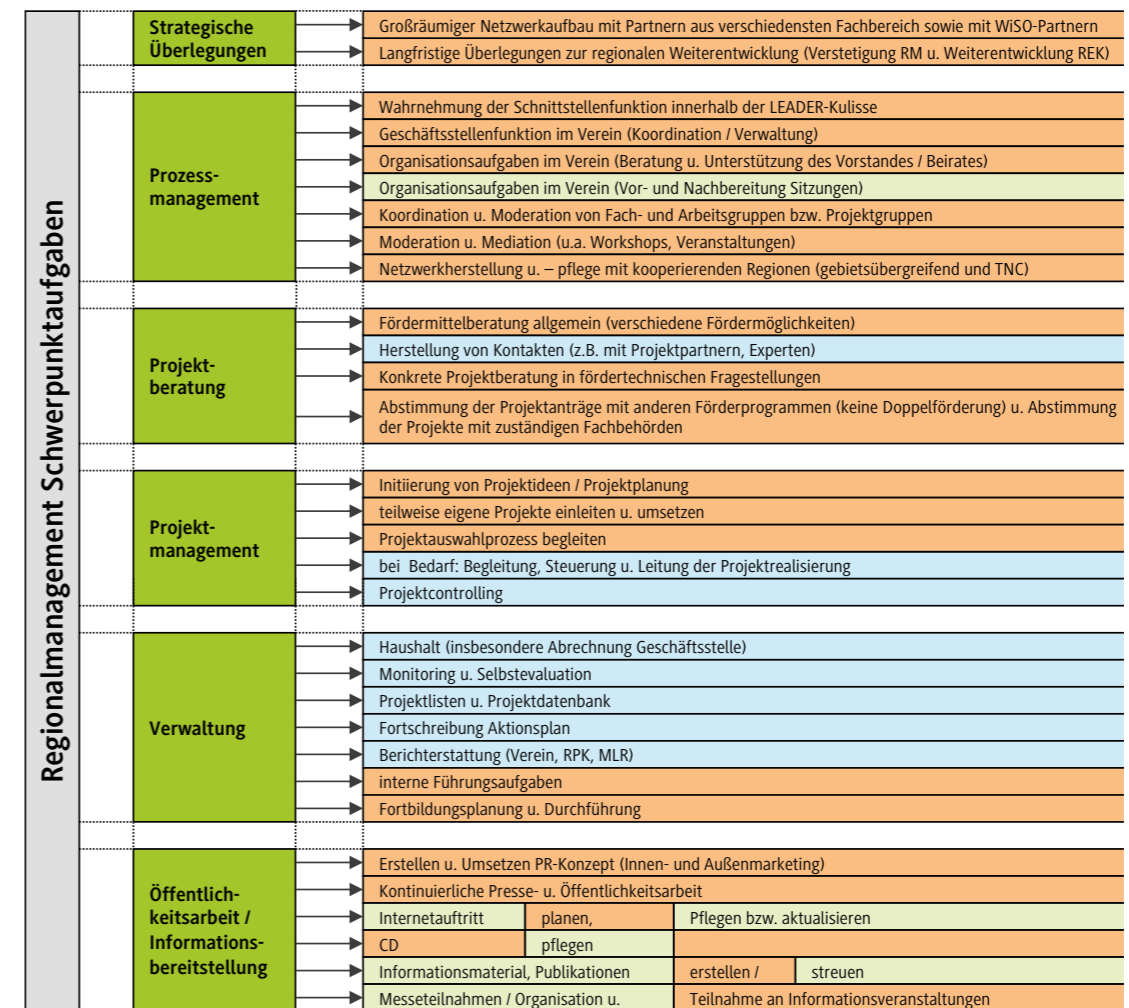 Regionalmanagement Schwerpunktaufgaben
Strategische
Überlegungen
Großräumiger Netzwerkaufbau mit Partnern aus verschiedensten Fachbereich sowie mit WiSO-Partnern
Langfristige Überlegungen zur regionalen Weiterentwicklung (Verstetigung RM u. Weiterentwicklung REK)
Prozess-
management
Wahrnehmung der Schnittstellenfunktion innerhalb der LEADER-Kulisse
Geschäftsstellenfunktion im Verein (Koordination / Verwaltung)
Organisationsaufgaben im Verein (Beratung u. Unterstützung des Vorstandes / Beirates)
Organisationsaufgaben im Verein (Vor- und Nachbereitung Sitzungen)
Koordination u. Moderation von Fach- und Arbeitsgruppen bzw. Projektgruppen
Moderation u. Mediation (u.a. Workshops, Veranstaltungen)
Netzwerkherstellung u. – pflege mit kooperierenden Regionen (gebietsübergreifend und TNC)
Projekt-
beratung
Fördermittelberatung allgemein (verschiedene Fördermöglichkeiten)
Herstellung von Kontakten (z.B. mit Projektpartnern, Experten)
Konkrete Projektberatung in fördertechnischen Fragestellungen
Abstimmung der Projektanträge mit anderen Förderprogrammen (keine Doppelförderung) u. Abstimmung
der Projekte mit zuständigen Fachbehörden
Projekt-
management
Initiierung von Projektideen / Projektplanung
teilweise eigene Projekte einleiten u. umsetzen
Projektauswahlprozess begleiten
bei Bedarf: Begleitung, Steuerung u. Leitung der Projektrealisierung
Projektcontrolling
Verwaltung
Haushalt (insbesondere Abrechnung Geschäftsstelle)
Monitoring u. Selbstevaluation
Projektlisten u. Projektdatenbank
Fortschreibung Aktionsplan
Berichterstattung (Verein, RPK, MLR)
interne Führungsaufgaben
Fortbildungsplanung u. Durchführung
Öffentlich-
keitsarbeit /
Informations-
bereitstellung
Erstellen u. Umsetzen PR-Konzept (Innen- und Außenmarketing)
Kontinuierliche Presse- u. Öffentlichkeitsarbeit
Internetauftritt planen, Pflegen bzw. aktualisieren
CD pflegen
Informationsmaterial, Publikationen erstellen / streuen
Messeteilnahmen / Organisation u. Teilnahme an Informationsveranstaltungen